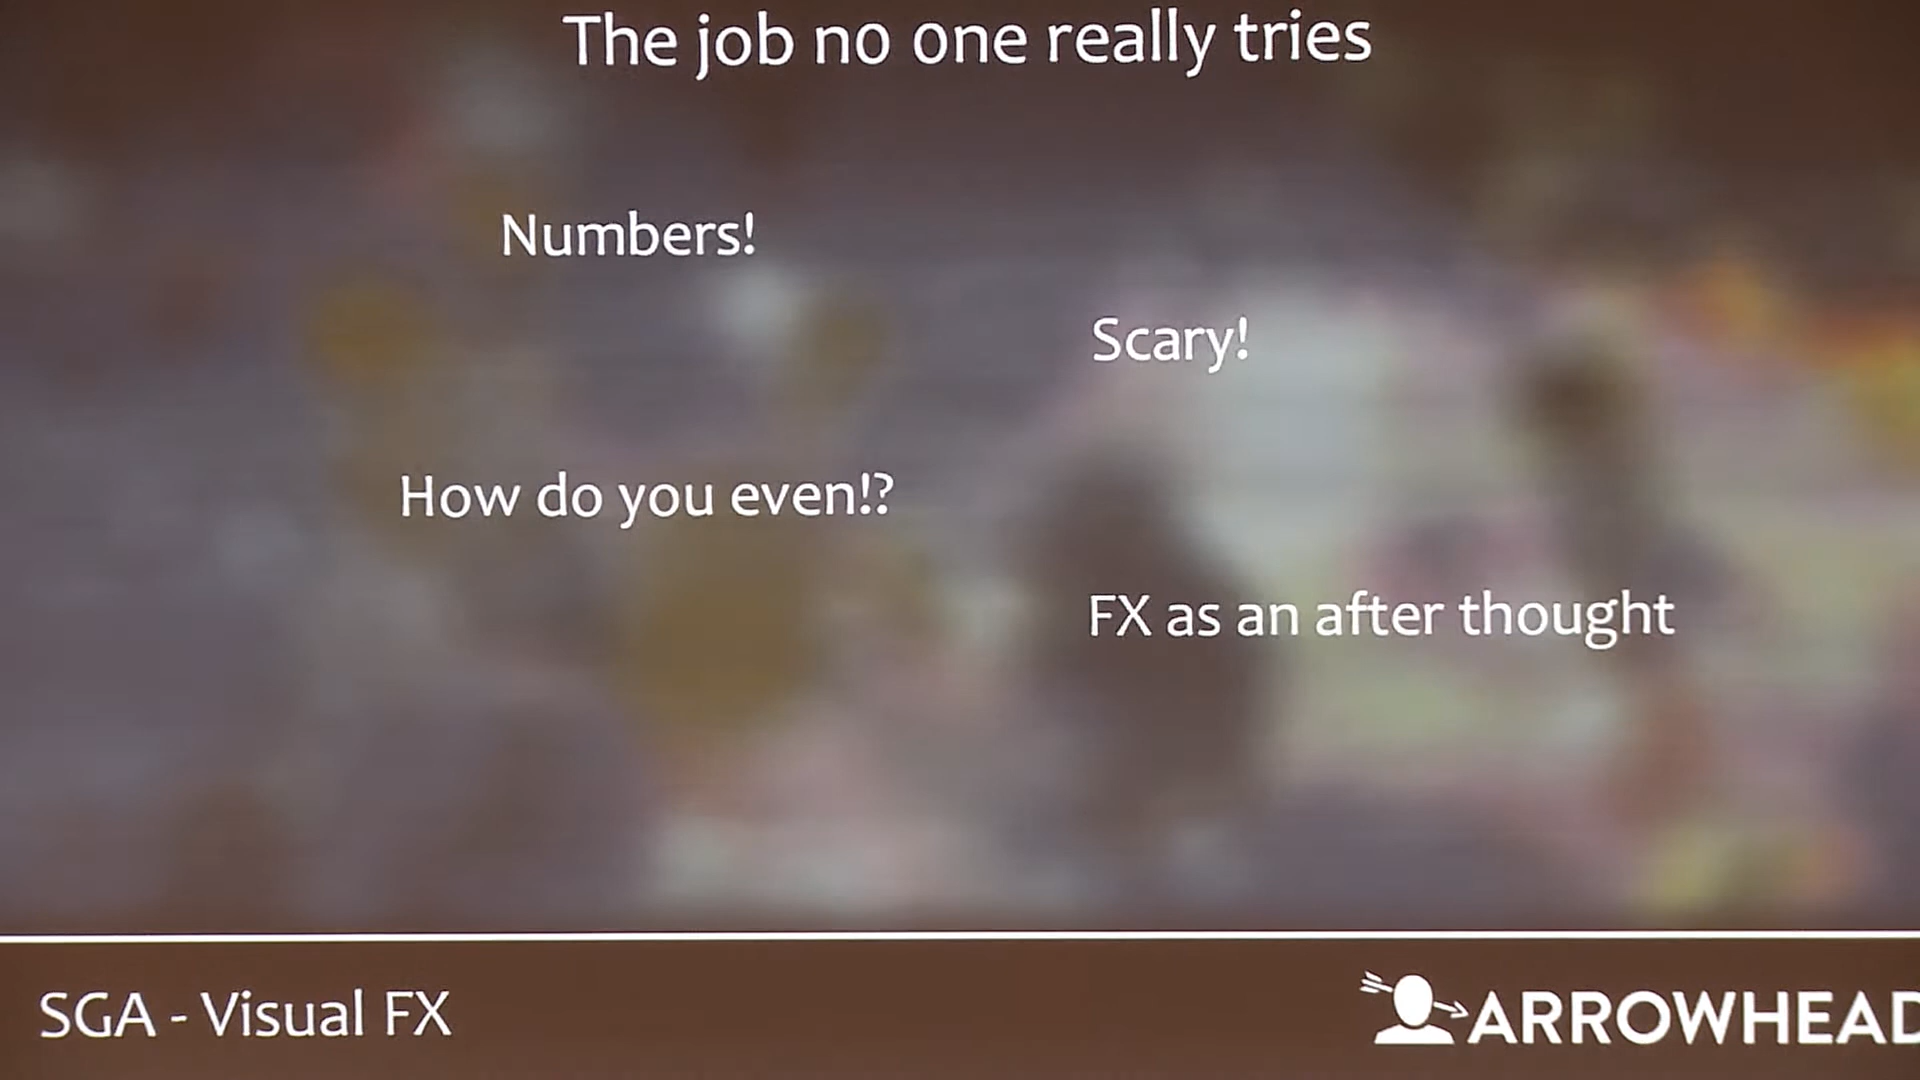 The job no one really tries
Numbers!
Scary!
How do you even!?
FX as an after thought
SGA - Visual FX
ARROWHEAD